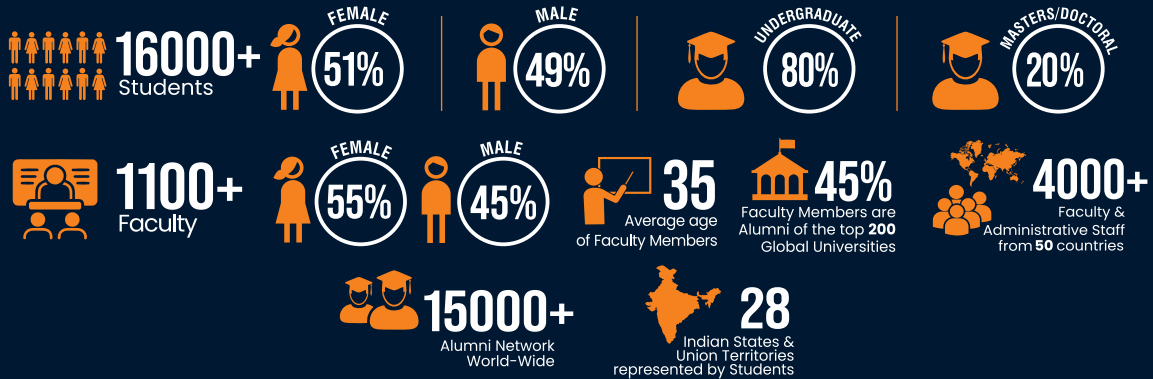 16000+
Students
FEMALE
51%
MALE
49%
UNDERGRADUATE
80%
MASTERS/DOCTORAL
20%
1100+
Faculty
FEMALE
55%
MALE
45%
35
Average age
of Faculty Members
45%
Faculty Members are
Alumni of the top 200
Global Universities
4000+
Faculty &
Administrative Staff
from 50 countries
15000+
Alumni Network
World-Wide
28
Indian States &
Union Territories
represented by Students